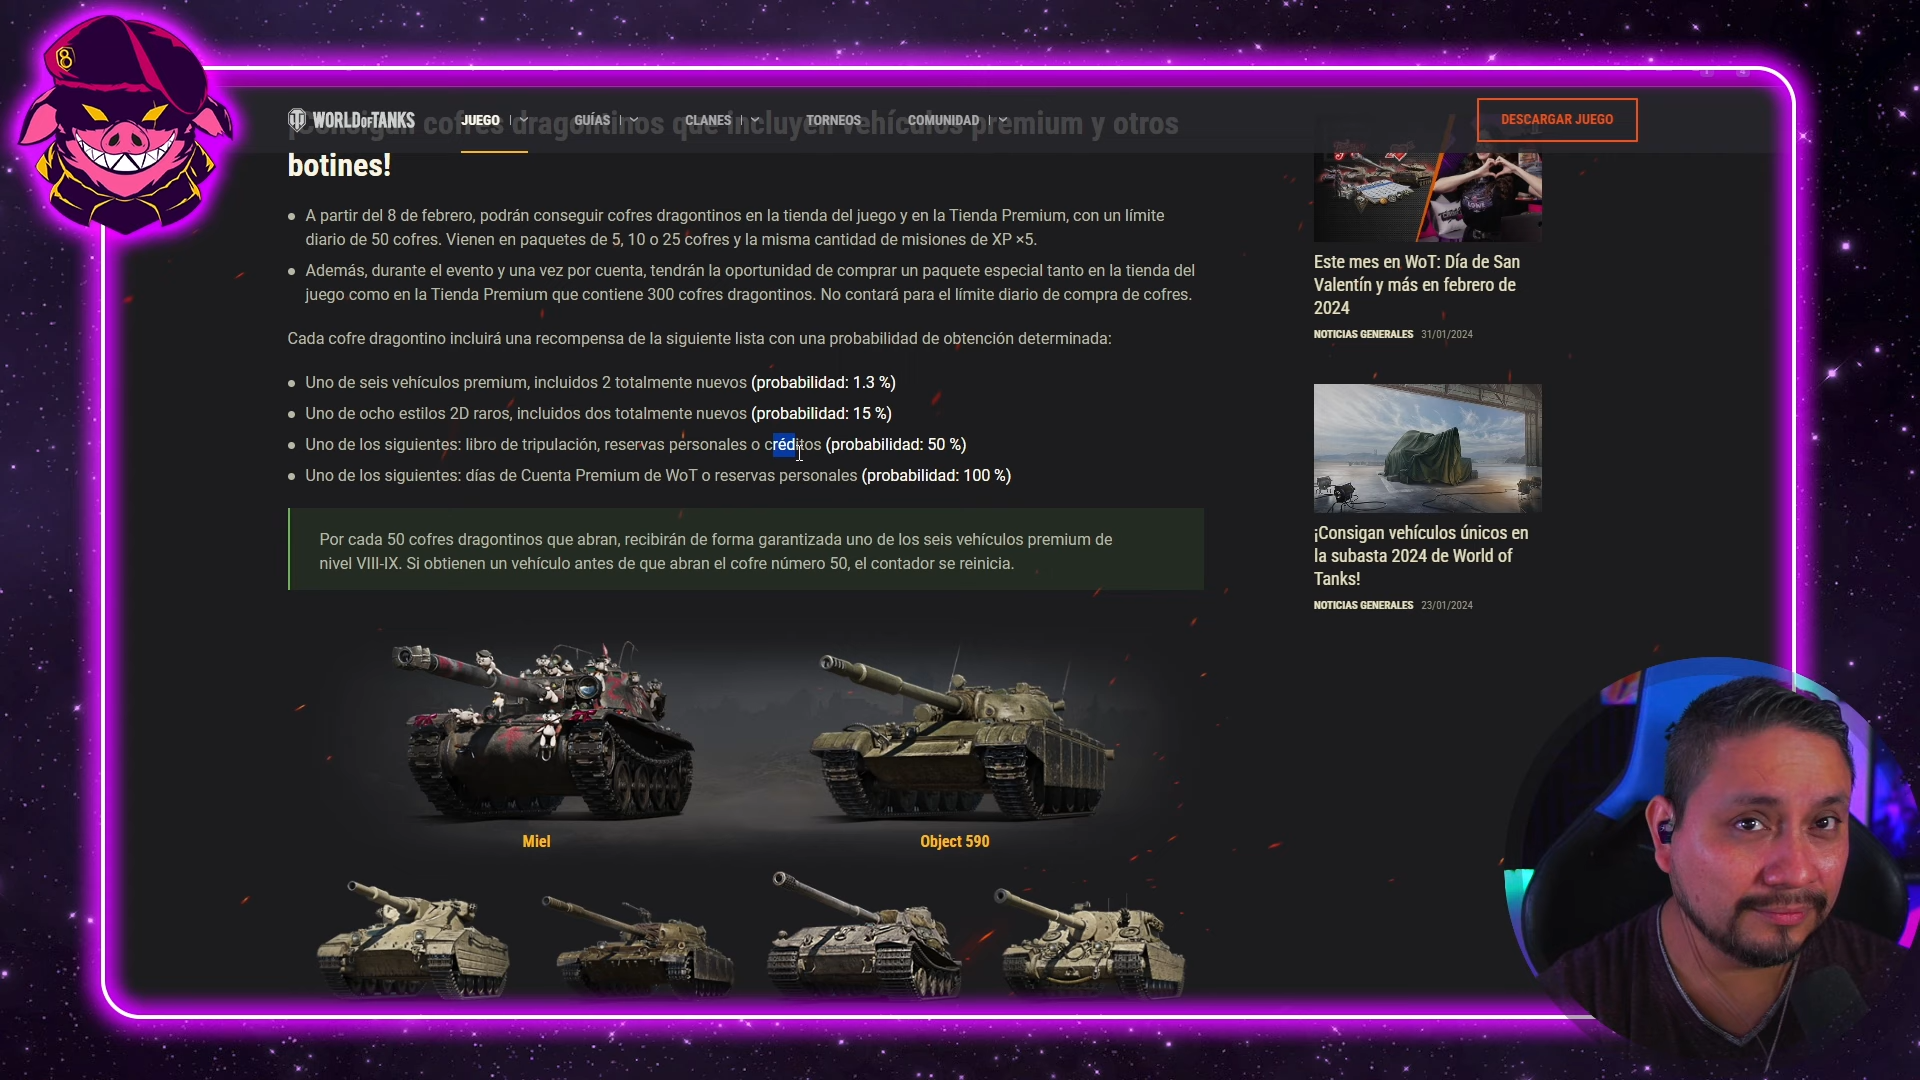 8
WORLD OF TANKS
JUEGO
GUÍAS
CLANES
TORNEOS
COMUNIDAD
DESCARGAR JUEGO
¡Consigan cofres dragontinos que incluyen vehículos premium y otros
botines!
A partir del 8 de febrero, podrán conseguir cofres dragontinos en la tienda del juego y en la Tienda Premium, con un límite
diario de 50 cofres. Vienen en paquetes de 5, 10 o 25 cofres y la misma cantidad de misiones de XP ×5.
Además, durante el evento y una vez por cuenta, tendrán la oportunidad de comprar un paquete especial tanto en la tienda del
juego como en la Tienda Premium que contiene 300 cofres dragontinos. No contará para el límite diario de compra de cofres.
Cada cofre dragontino incluirá una recompensa de la siguiente lista con una probabilidad de obtención determinada:
Uno de seis vehículos premium, incluidos 2 totalmente nuevos (probabilidad: 1.3 %)
Uno de ocho estilos 2D raros, incluidos dos totalmente nuevos (probabilidad: 15 %)
Uno de los siguientes: libro de tripulación, reservas personales o créditos (probabilidad: 50 %)
Uno de los siguientes: días de Cuenta Premium de WoT o reservas personales (probabilidad: 100 %)
Por cada 50 cofres dragontinos que abran, recibirán de forma garantizada uno de los seis vehículos premium de
nivel VIII-IX. Si obtienen un vehículo antes de que abran el cofre número 50, el contador se reinicia.
Miel
Object 590
Este mes en WoT: Día de San
Valentín y más en febrero de
2024
NOTICIAS GENERALES 31/01/2024
¡Consigan vehículos únicos en
la subasta 2024 de World of
Tanks!
NOTICIAS GENERALES 23/01/2024